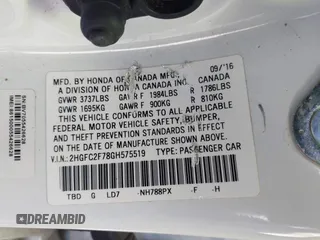 MFD. BY HONDA OF CANADA MFG., 09/16
A DIVISION OF HONDA CANADA INC., CANADA
GVWR 3737LBS GAWR F 1984LBS R 1786LBS
GVWR 1695KG GAWR F 900KG R 810KG
THIS VEHICLE CONFORMS TO ALL APPLICABLE
FEDERAL MOTOR VEHICLE SAFETY, BUMPER,
AND THEFT PREVENTION STANDARDS IN EFFECT ON THE
DATE OF MANUFACTURE SHOWN ABOVE.
V.I.N.: 2HGFC2F78GH575519 TYPE: PASSENGER CAR
TBD G LD7 -NH788PX -F -H
DREAMBID